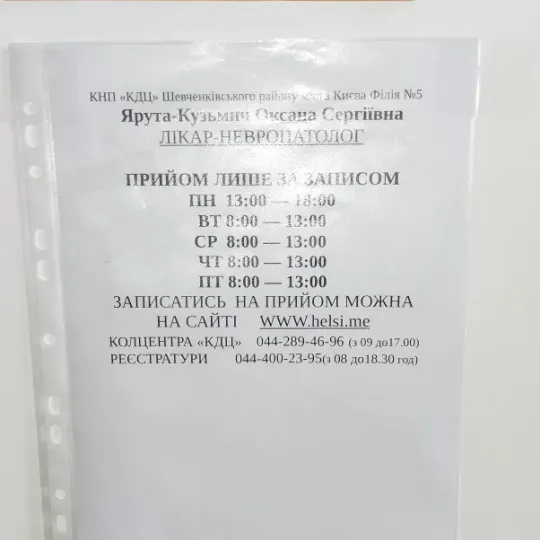 КНП «КДЦ» Шевченківського району міста Києва Філія №5
Ярута-Кузьмич Оксана Сергіївна
ЛІКАР-НЕВРОПАТОЛОГ
ПРИЙОМ ЛИШЕ ЗА ЗАПИСОМ
ПН 13:00 — 18:00
ВТ 8:00 — 13:00
СР 8:00 — 13:00
ЧТ 8:00 — 13:00
ПТ 8:00 — 13:00
ЗАПИСАТИСЬ НА ПРИЙОМ МОЖНА
НА САЙТІ WWW.helsi.me
КОЛЦЕНТРА «КДЦ» 044-289-46-96 (з 09 до17.00)
РЕЄСТРАТУРИ 044-400-23-95(з 08 до18.30 год)